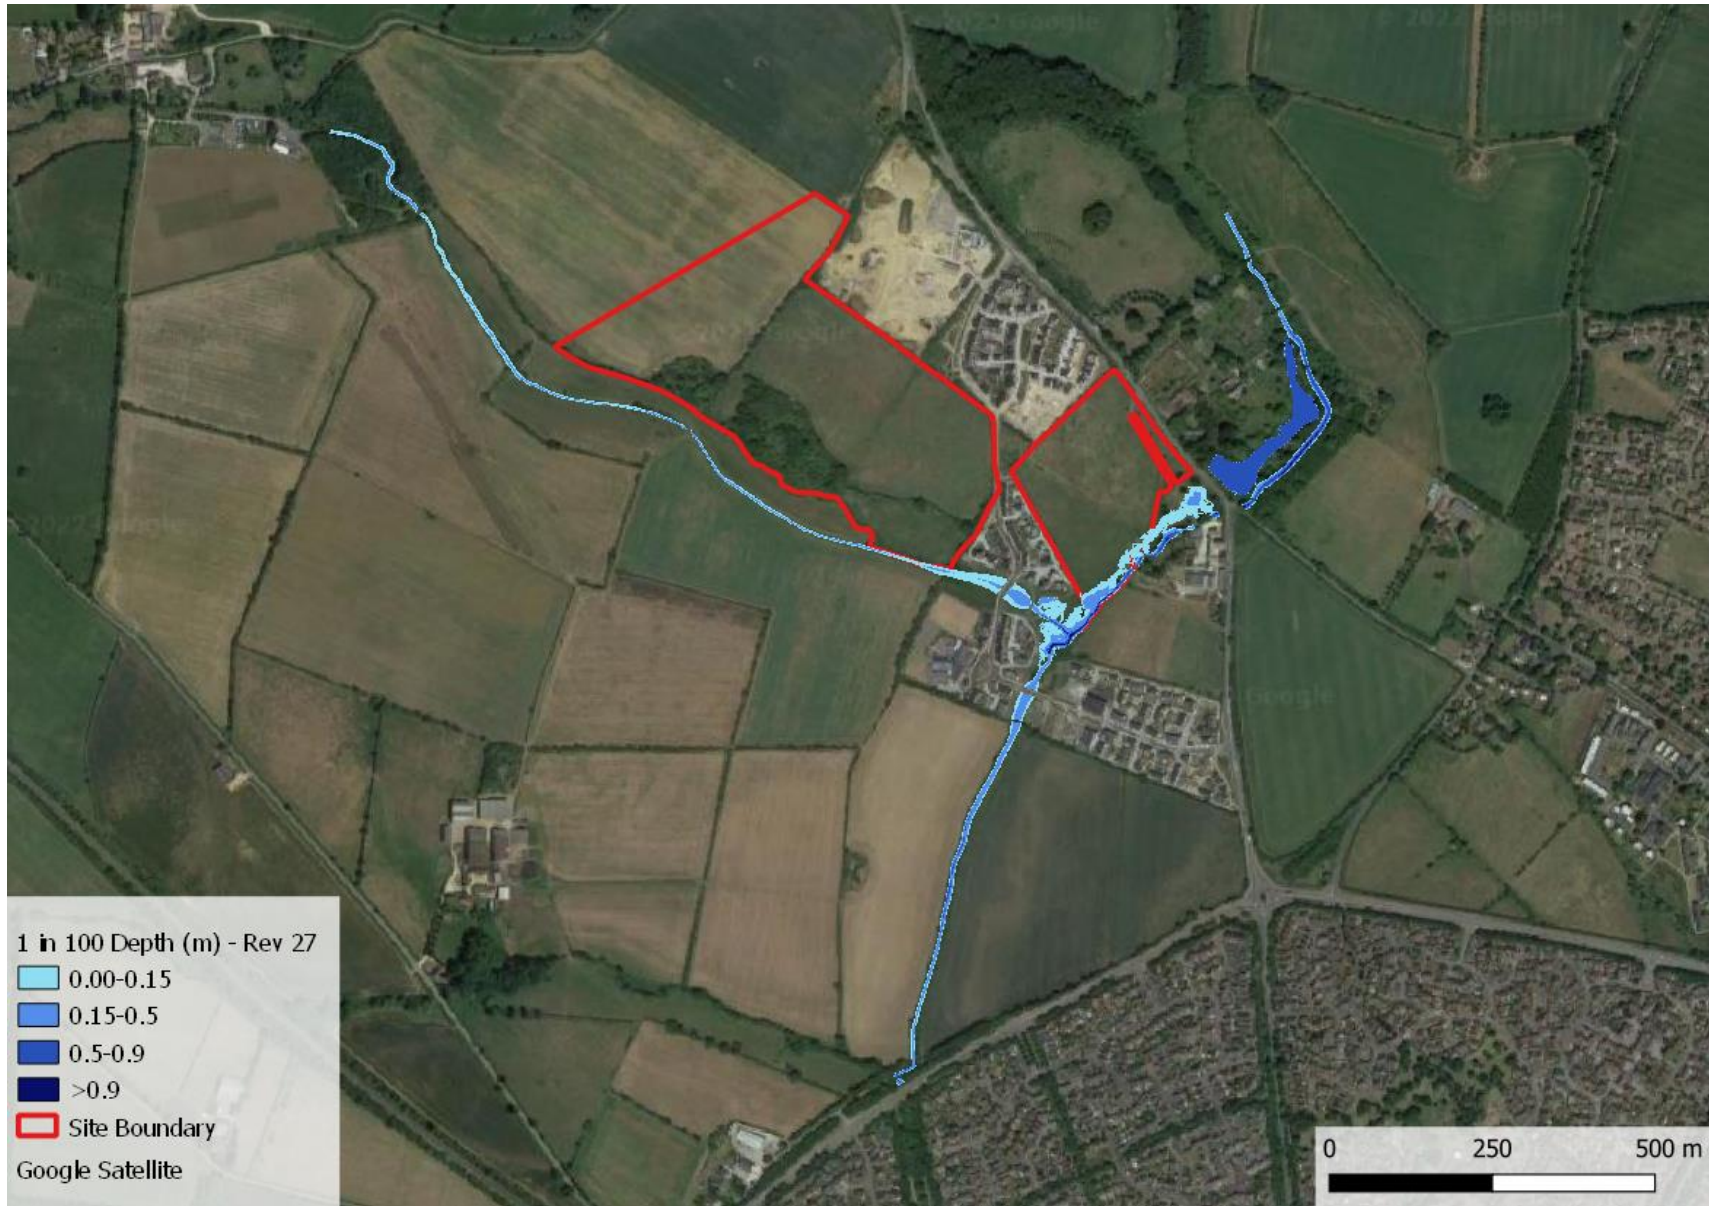 1 in 100 Depth (m) - Rev 27
0.00-0.15
0.15-0.5
0.5-0.9
>0.9
Site Boundary
Google Satellite
0 250 500 m
Google